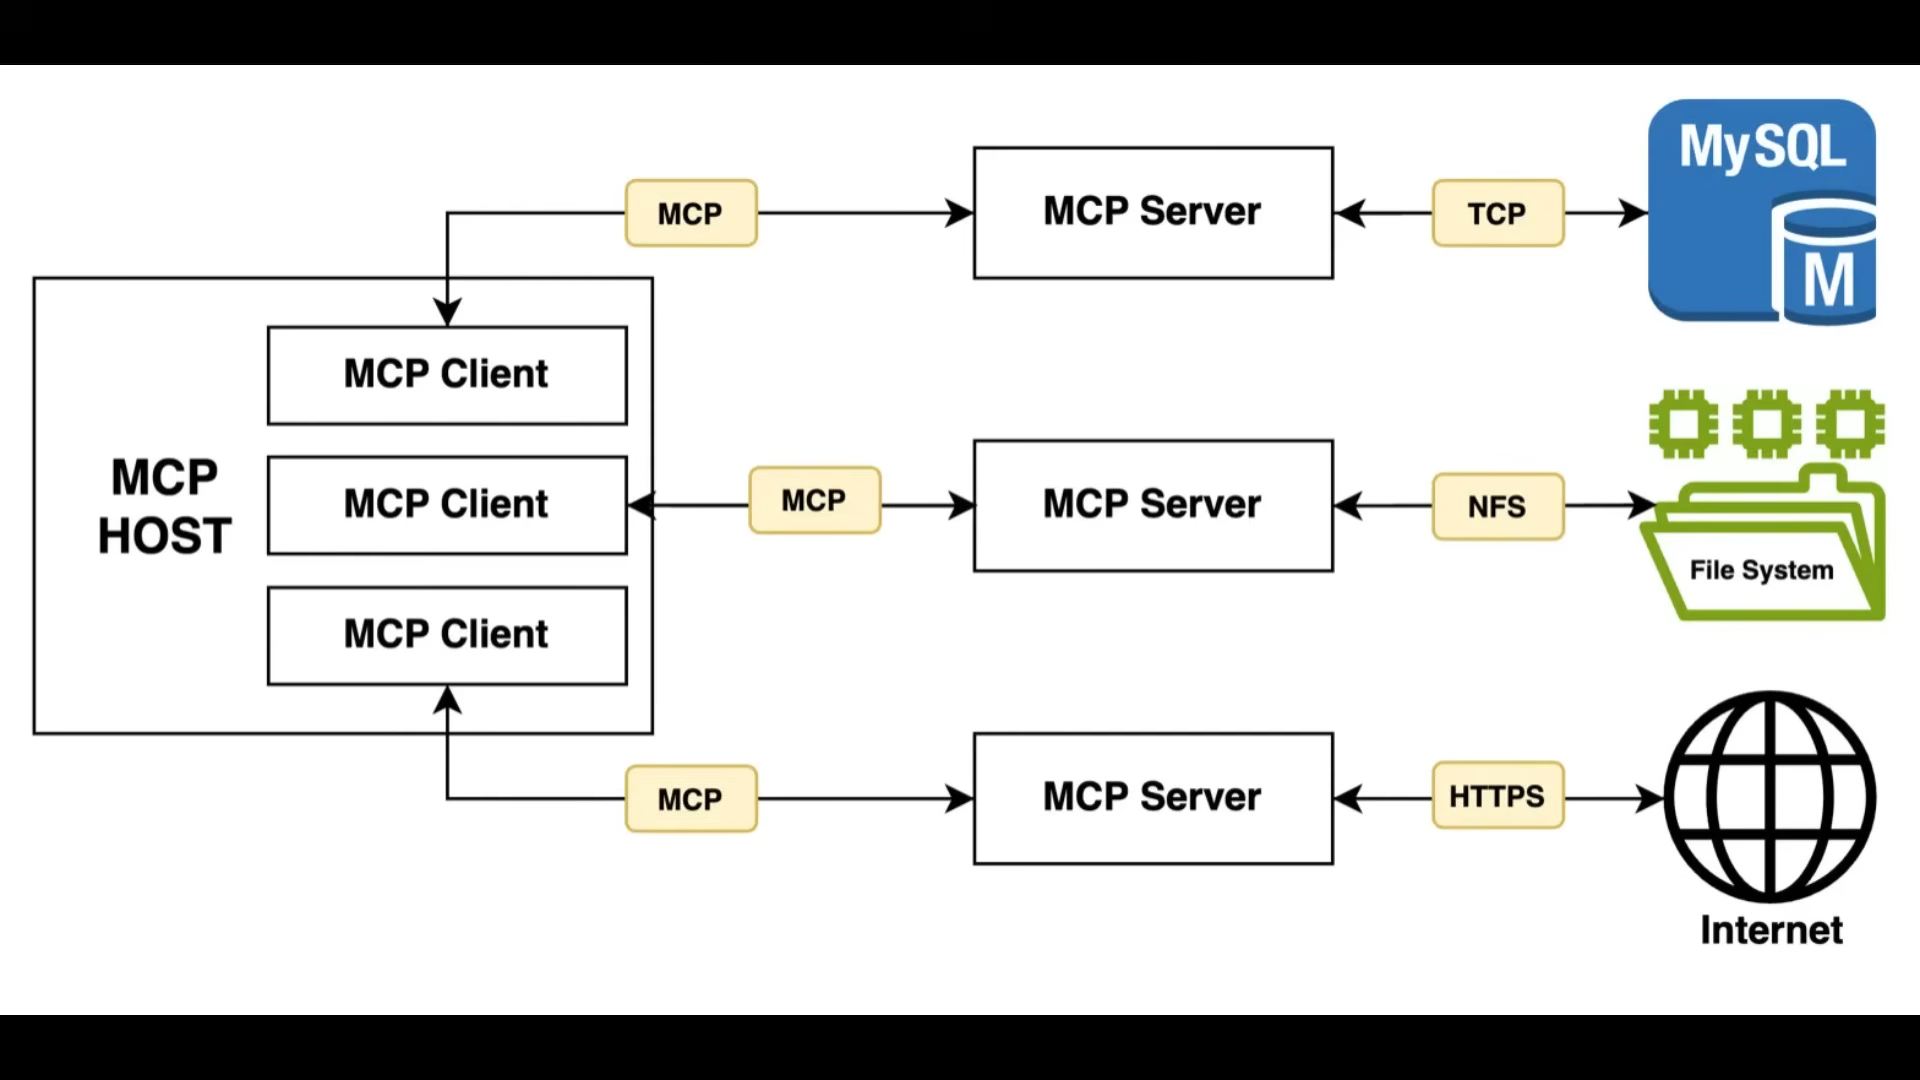 MySQL
M
MCP
MCP Server
TCP
MCP HOST
MCP Client
MCP Client
MCP Client
MCP
MCP Server
NFS
File System
MCP
MCP Server
HTTPS
Internet